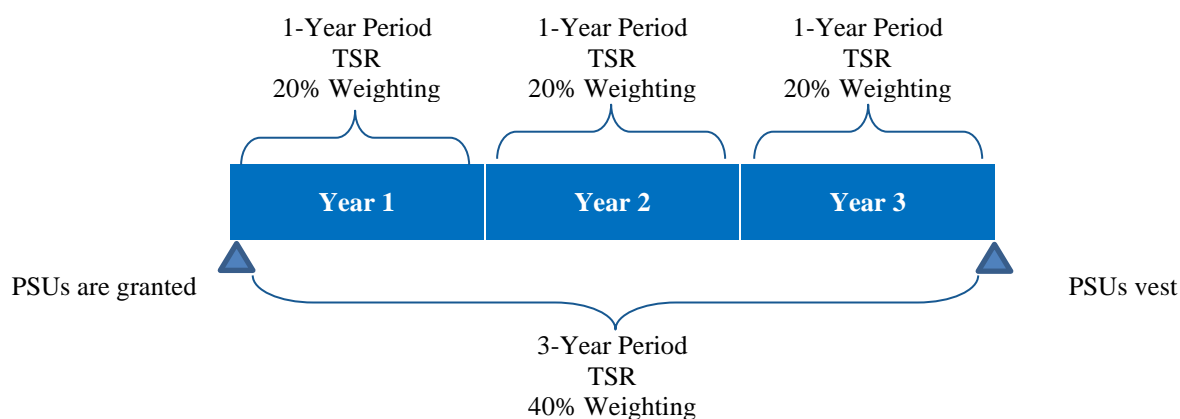 1-Year Period
TSR
20% Weighting
1-Year Period
TSR
20% Weighting
1-Year Period
TSR
20% Weighting
Year 1
Year 2
Year 3
PSUs are granted
PSUs vest
3-Year Period
TSR
40% Weighting